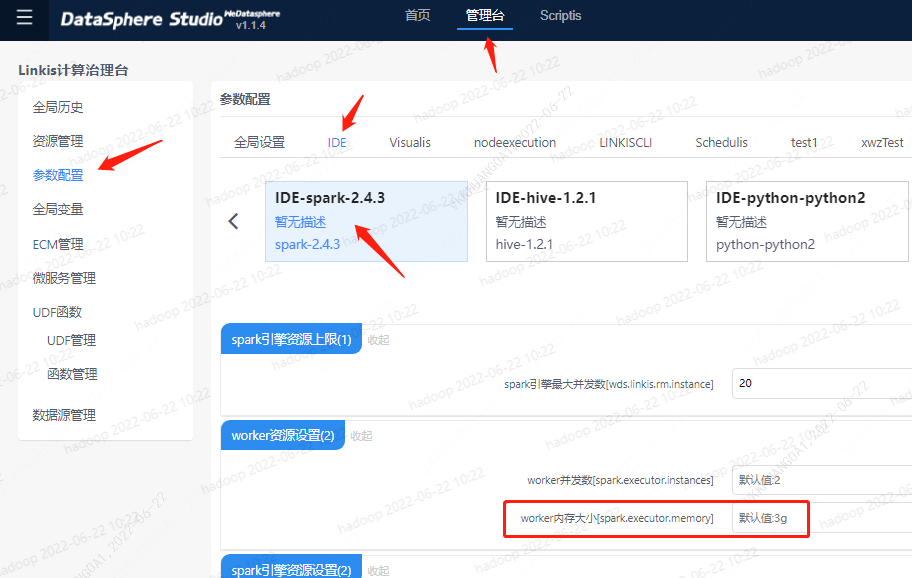 DataSphere Studio WeDatasphere v1.1.4
首页 管理台 Scriptis
Linkis计算治理台
全局历史
资源管理
参数配置
全局变量
ECM管理
微服务管理
UDF函数
UDF管理
函数管理
数据源管理
参数配置
全局设置 IDE Visualis nodeexecution LINKISCLI Schedulis test1 xwzTest
IDE-spark-2.4.3
暂无描述
spark-2.4.3
IDE-hive-1.2.1
暂无描述
hive-1.2.1
IDE-python-python2
暂无描述
python-python2
spark引擎资源上限(1) 收起
spark引擎最大并发数[wds.linkis.rm.instance] 20
worker资源设置(2) 收起
worker并发数[spark.executor.instances] 默认值:2
worker内存大小[spark.executor.memory] 默认值:3g
spark引擎资源设置(2) 收起
hadoop 2022-06-22 10:22